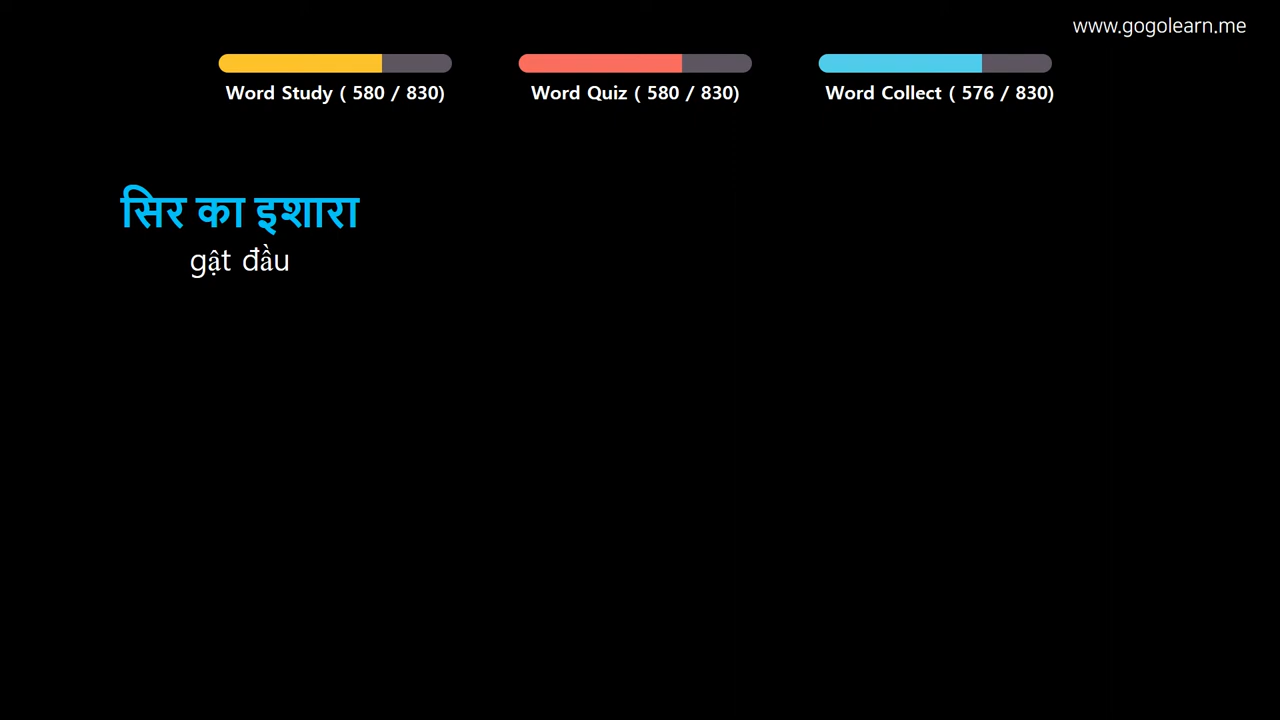 www.gogolearn.me
Word Study ( 580 / 830)
Word Quiz ( 580 / 830)
Word Collect ( 576 / 830)
सिर का इशारा
gật đầu